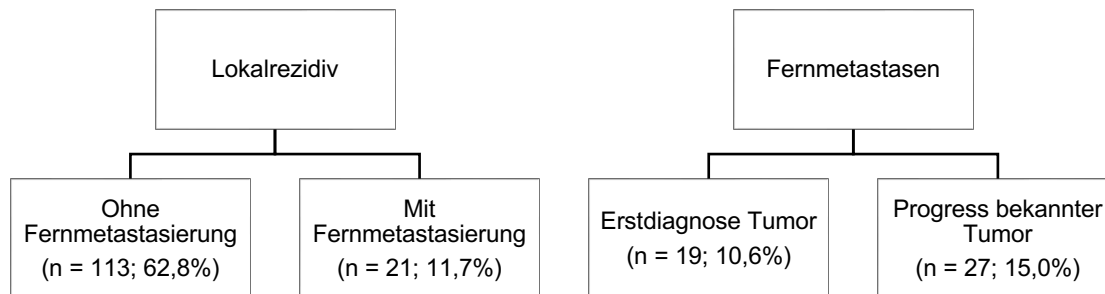 Lokalrezidiv
Fernmetastasen
Ohne
Fernmetastasierung
(n = 113; 62,8%)
Mit
Fernmetastasierung
(n = 21; 11,7%)
Erstdiagnose Tumor
(n = 19; 10,6%)
Progress bekannter
Tumor
(n = 27; 15,0%)